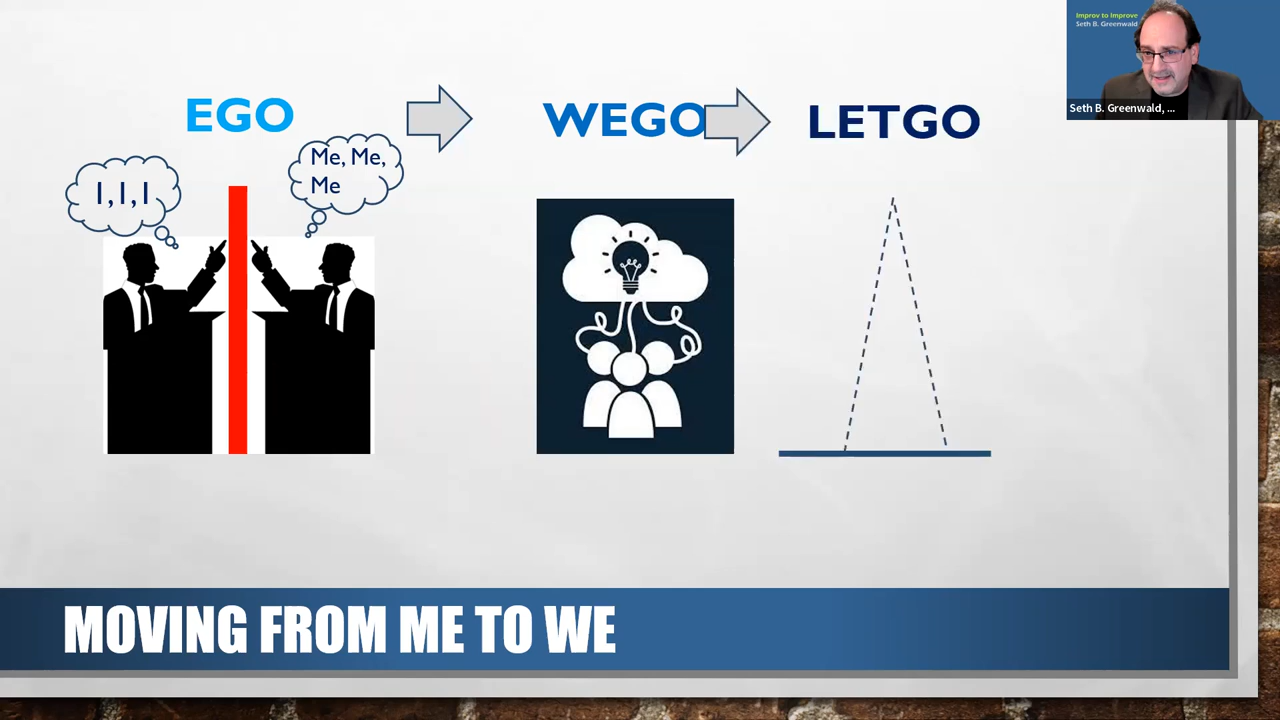 Improv to Improve
Seth B. Greenwald
Seth B. Greenwald, ...
EGO
WEGO
LETGO
I, I, I
Me, Me,
Me
MOVING FROM ME TO WE